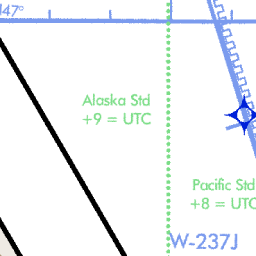 147°
Alaska Std
+9 = UTC
Pacific Std
+8 = UTC
W-237J